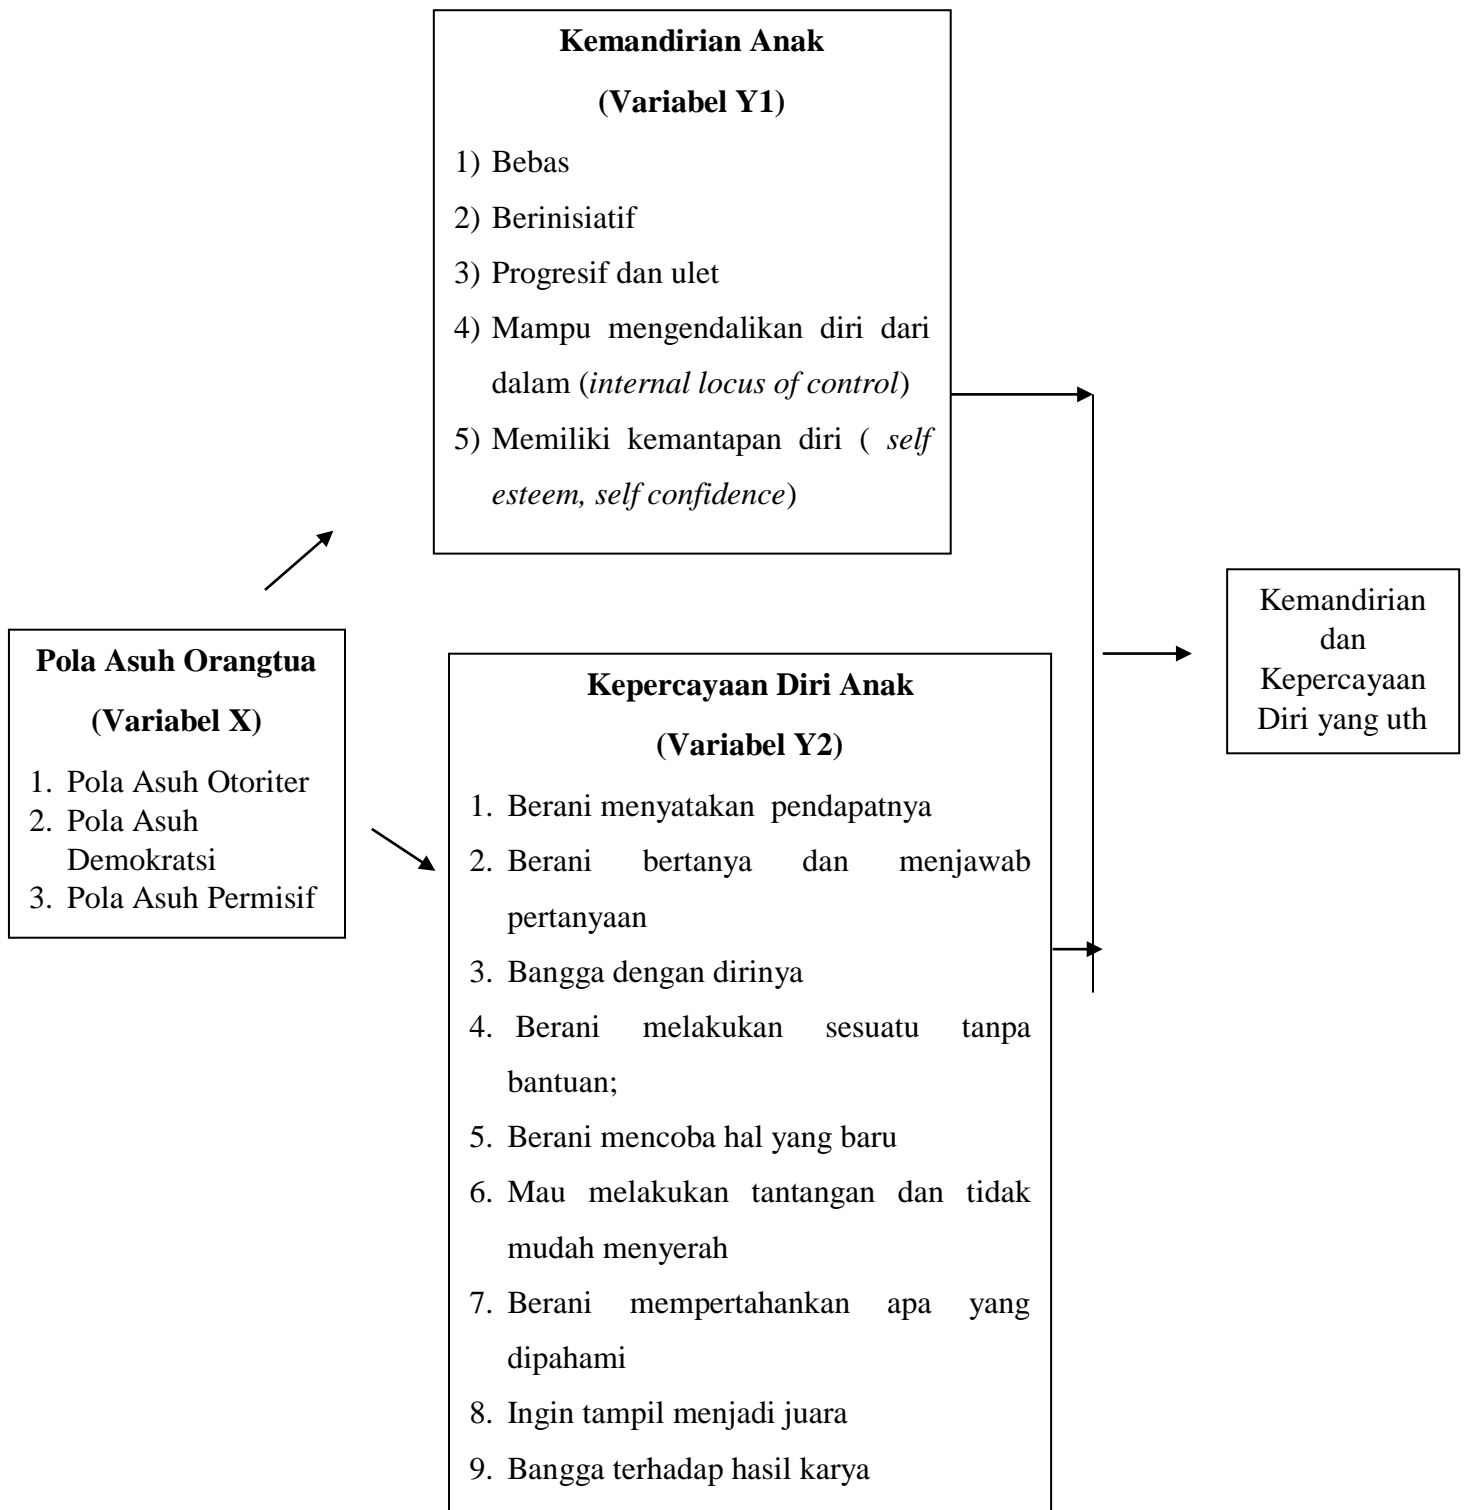 Kemandirian Anak
(Variabel Y1)
1) Bebas
2) Berinisiatif
3) Progresif dan ulet
4) Mampu mengendalikan diri dari
dalam (internal locus of control)
5) Memiliki kemantapan diri ( self
esteem, self confidence)
Pola Asuh Orangtua
(Variabel X)
1. Pola Asuh Otoriter
2. Pola Asuh
Demokratsi
3. Pola Asuh Permisif
Kepercayaan Diri Anak
(Variabel Y2)
1. Berani menyatakan pendapatnya
2. Berani bertanya dan menjawab
pertanyaan
3. Bangga dengan dirinya
4. Berani melakukan sesuatu tanpa
bantuan;
5. Berani mencoba hal yang baru
6. Mau melakukan tantangan dan tidak
mudah menyerah
7. Berani mempertahankan apa yang
dipahami
8. Ingin tampil menjadi juara
9. Bangga terhadap hasil karya
Kemandirian
dan
Kepercayaan
Diri yang uth